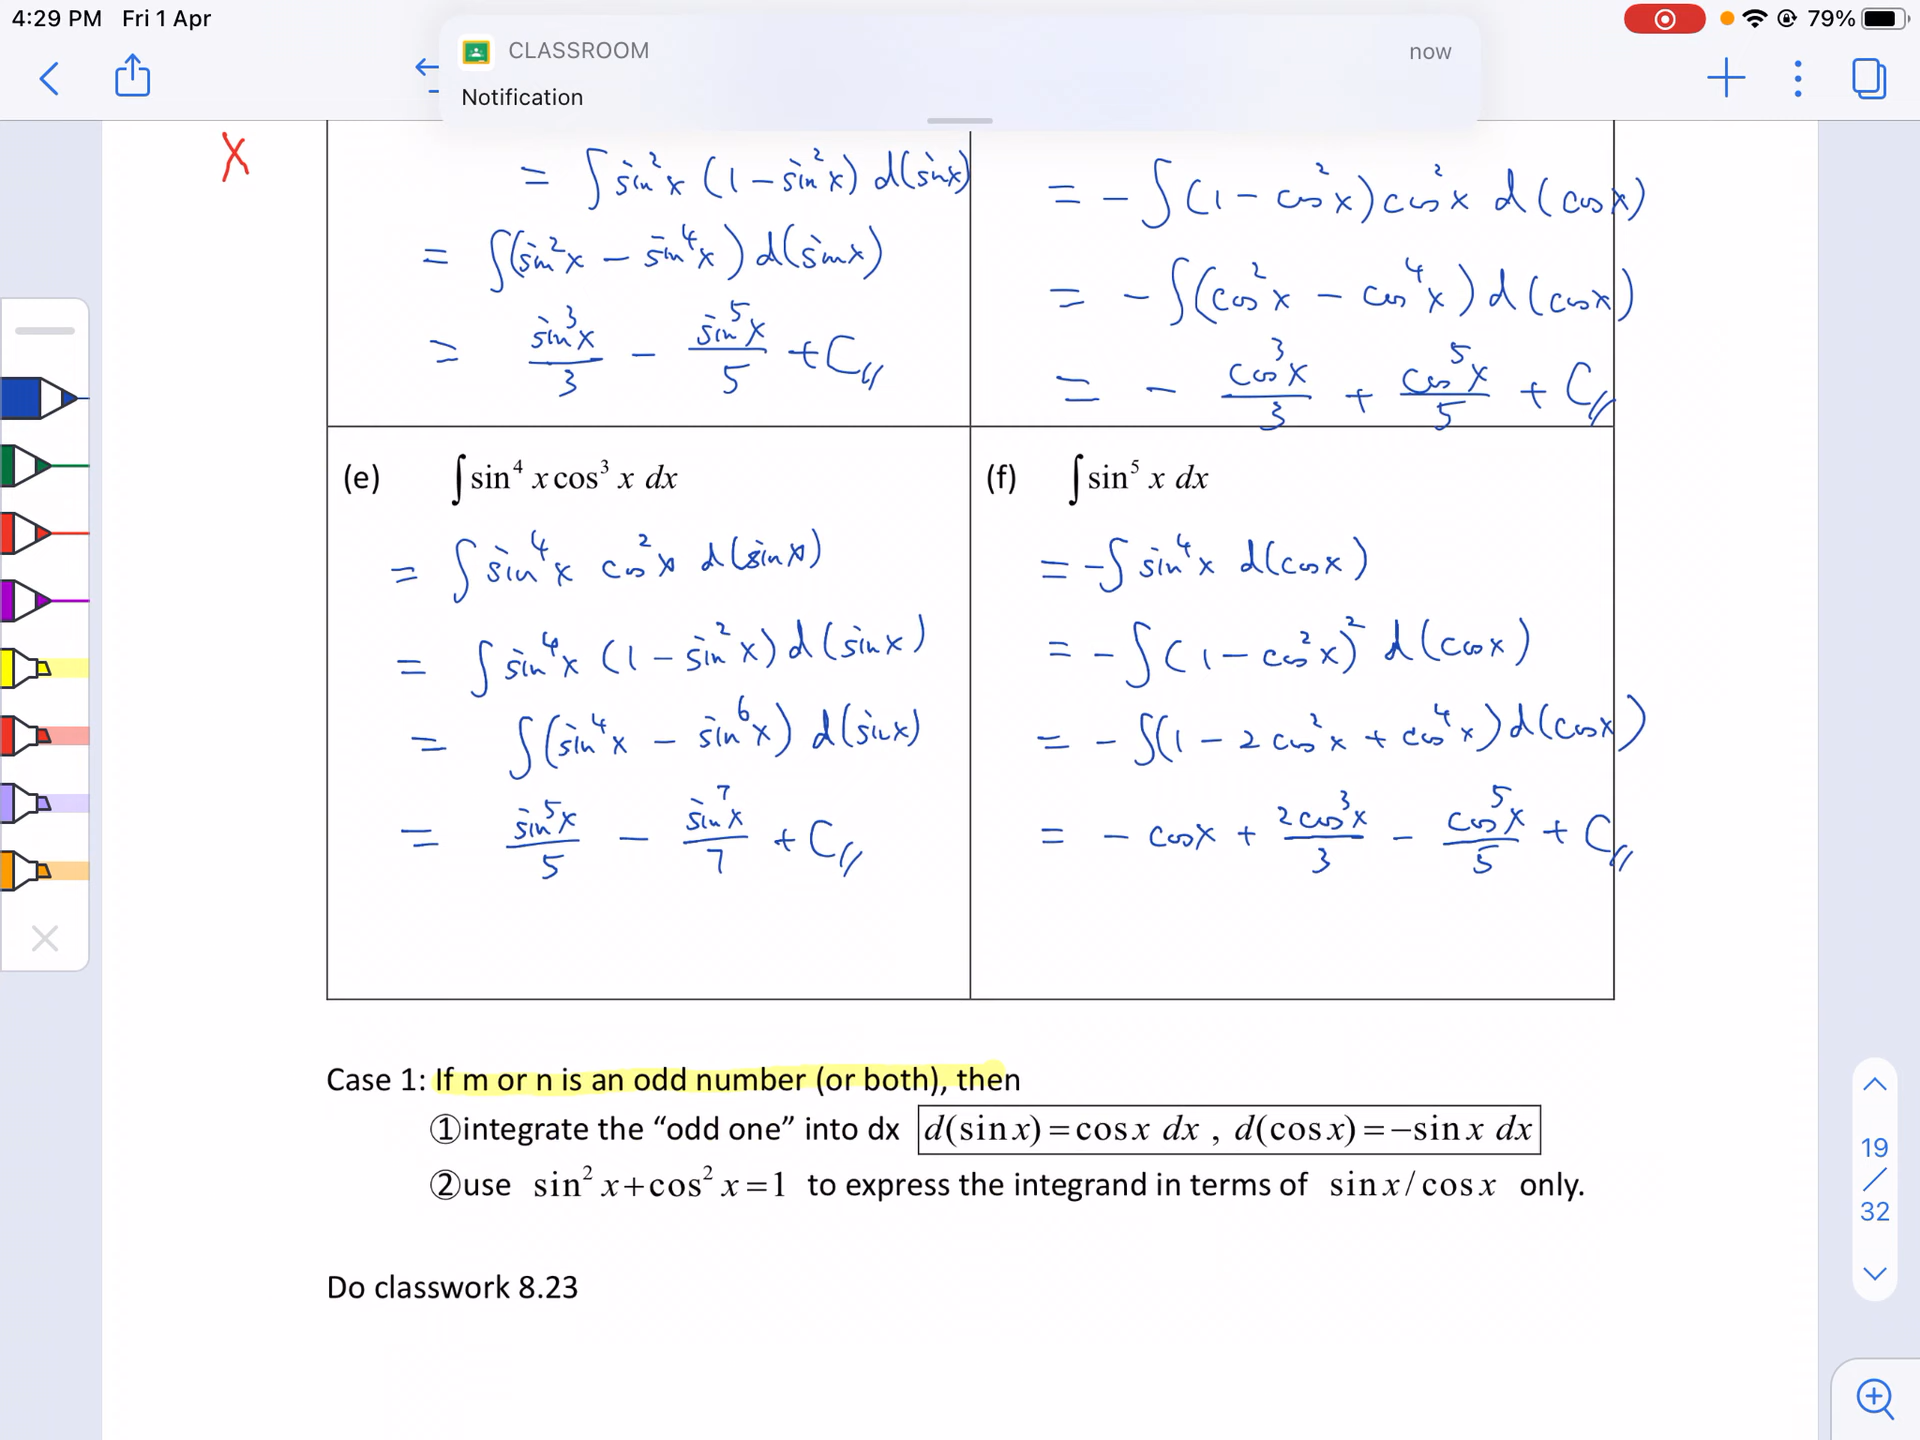 4:29 PM Fri 1 Apr
79%
CLASSROOM
now
Notification
X
= ∫ sin²x (1 − sin²x) d(sinx)
= ∫(sin²x − sin⁴x) d(sinx)
= sin³x/3 − sin⁵x/5 + C//
= − ∫(1 − cos²x)cos²x d(cosx)
= − ∫(cos²x − cos⁴x) d(cosx)
= − cos³x/3 + cos⁵x/5 + C//
(e) ∫ sin⁴ x cos³ x dx
= ∫ sin⁴x cos²x d(sinx)
= ∫ sin⁴x (1 − sin²x) d(sinx)
= ∫(sin⁴x − sin⁶x) d(sinx)
= sin⁵x/5 − sin⁷x/7 + C//
(f) ∫ sin⁵ x dx
= −∫ sin⁴x d(cosx)
= − ∫(1 − cos²x)² d(cosx)
= − ∫(1 − 2cos²x + cos⁴x) d(cosx)
= − cosx + 2cos³x/3 − cos⁵x/5 + C//
Case 1: If m or n is an odd number (or both), then
①integrate the “odd one” into dx d(sin x) = cos x dx , d(cos x) = −sin x dx
②use sin² x + cos² x = 1 to express the integrand in terms of sin x / cos x only.
Do classwork 8.23
19
/
32